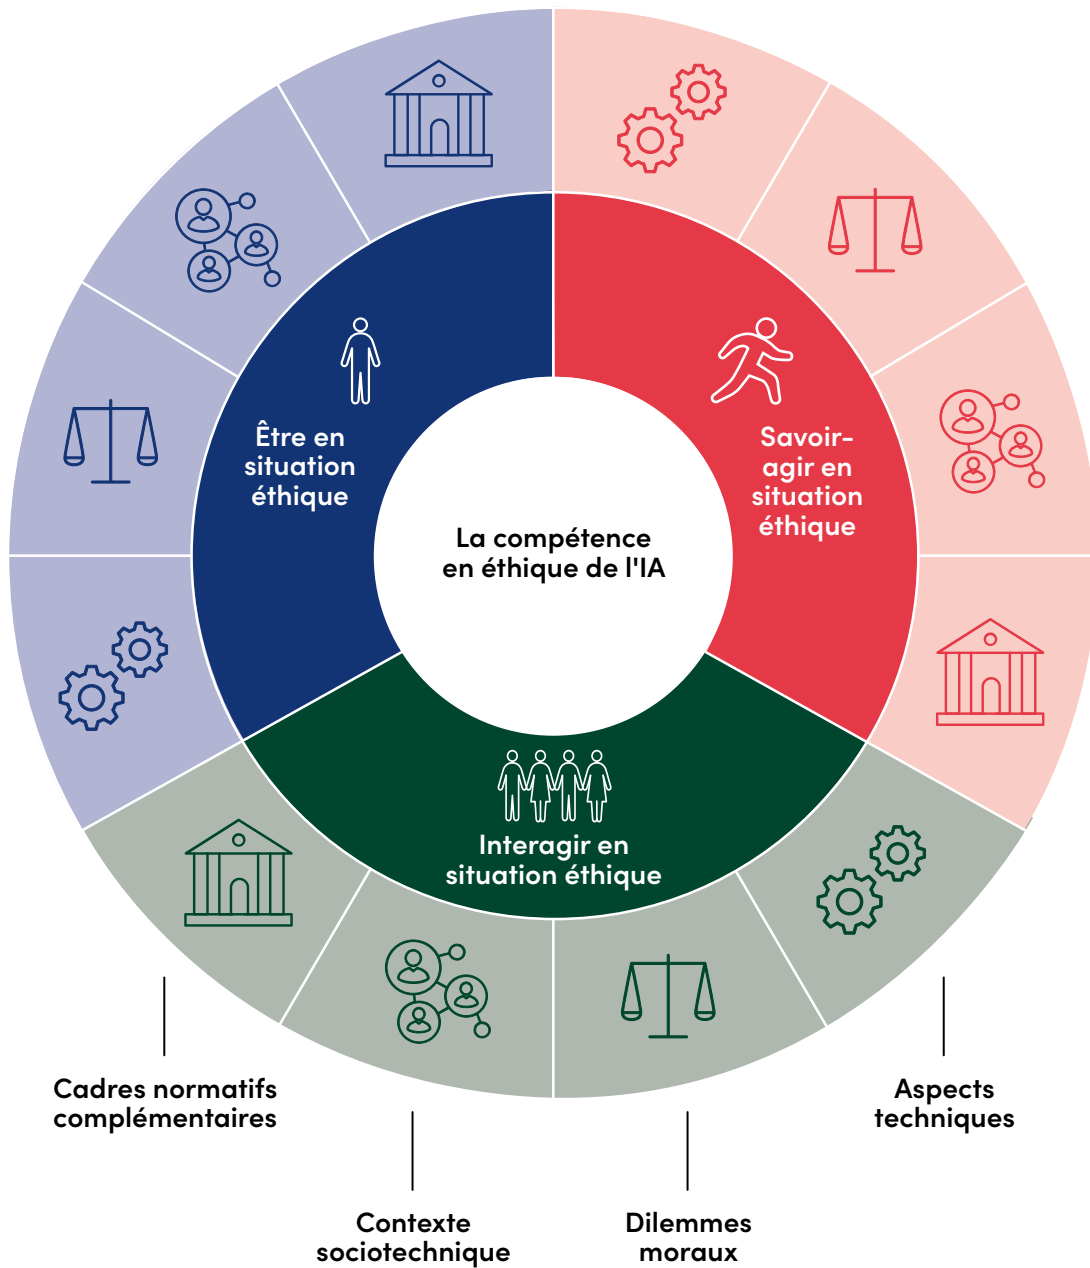 Être en
situation
éthique
Savoir-
agir en
situation
éthique
La compétence
en éthique de l'IA
Interagir en
situation éthique
Cadres normatifs
complémentaires
Aspects
techniques
Contexte
sociotechnique
Dilemmes
moraux